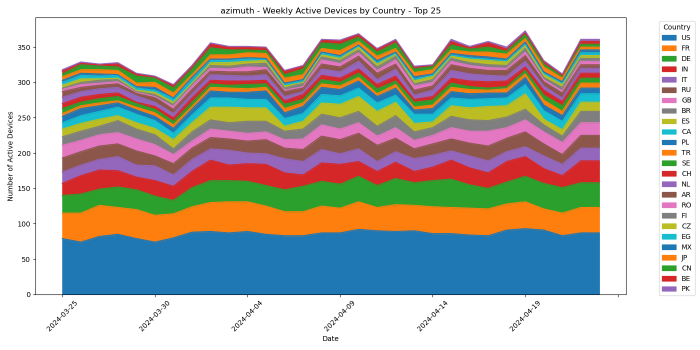 azimuth - Weekly Active Devices by Country - Top 25
Number of Active Devices
350
300
250
200
150
100
50
0
2024-03-25
2024-03-30
2024-04-04
2024-04-09
2024-04-14
2024-04-19
Date
Country
US
FR
DE
IN
IT
RU
GB
BR
ES
CA
PL
TR
SE
CH
NL
AR
RO
FI
CZ
EG
MX
JP
CN
BE
PK